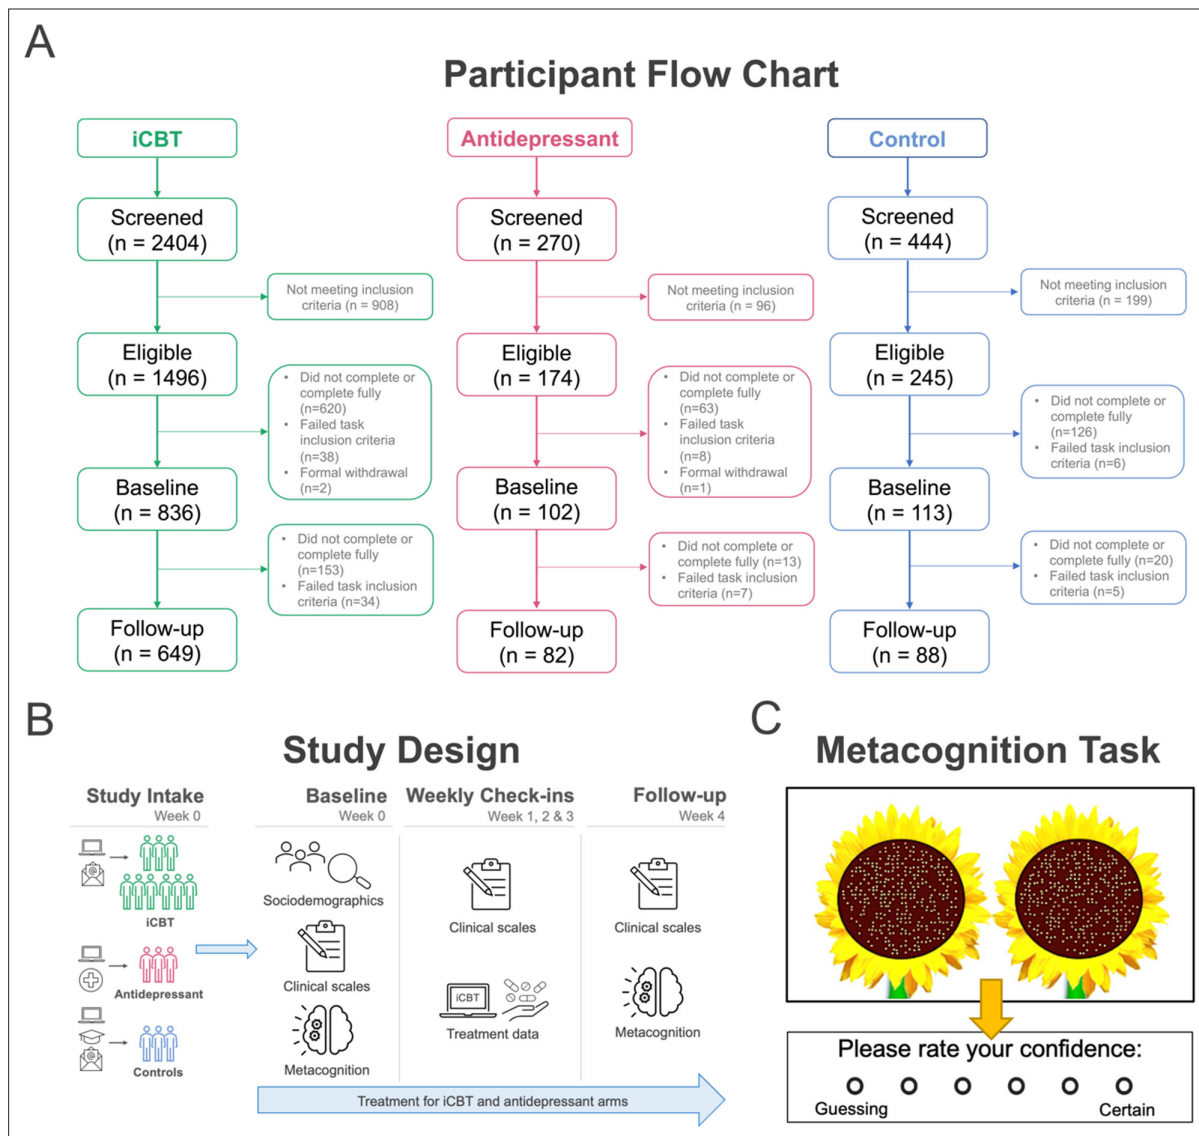 A
Participant Flow Chart
iCBT
Screened
(n = 2404)
Not meeting inclusion
criteria (n = 908)
Eligible
(n = 1496)
• Did not complete or
complete fully
(n=620)
• Failed task
inclusion criteria
(n=38)
• Formal withdrawal
(n=2)
Baseline
(n = 836)
• Did not complete or
complete fully
(n=153)
• Failed task inclusion
criteria (n=34)
Follow-up
(n = 649)
Antidepressant
Screened
(n = 270)
Not meeting inclusion
criteria (n = 96)
Eligible
(n = 174)
• Did not complete or
complete fully
(n=63)
• Failed task
inclusion criteria
(n=8)
• Formal withdrawal
(n=1)
Baseline
(n = 102)
• Did not complete or
complete fully (n=13)
• Failed task inclusion
criteria (n=7)
Follow-up
(n = 82)
Control
Screened
(n = 444)
Not meeting inclusion
criteria (n = 199)
Eligible
(n = 245)
• Did not complete or
complete fully
(n=126)
• Failed task inclusion
criteria (n=6)
Baseline
(n = 113)
• Did not complete or
complete fully (n=20)
• Failed task inclusion
criteria (n=5)
Follow-up
(n = 88)
B
Study Design
Study Intake
Week 0
iCBT
Antidepressant
Controls
Baseline
Week 0
Sociodemographics
Clinical scales
Metacognition
Weekly Check-ins
Week 1, 2 & 3
Clinical scales
iCBT
Treatment data
Follow-up
Week 4
Clinical scales
Metacognition
Treatment for iCBT and antidepressant arms
C
Metacognition Task
Please rate your confidence:
Guessing
Certain